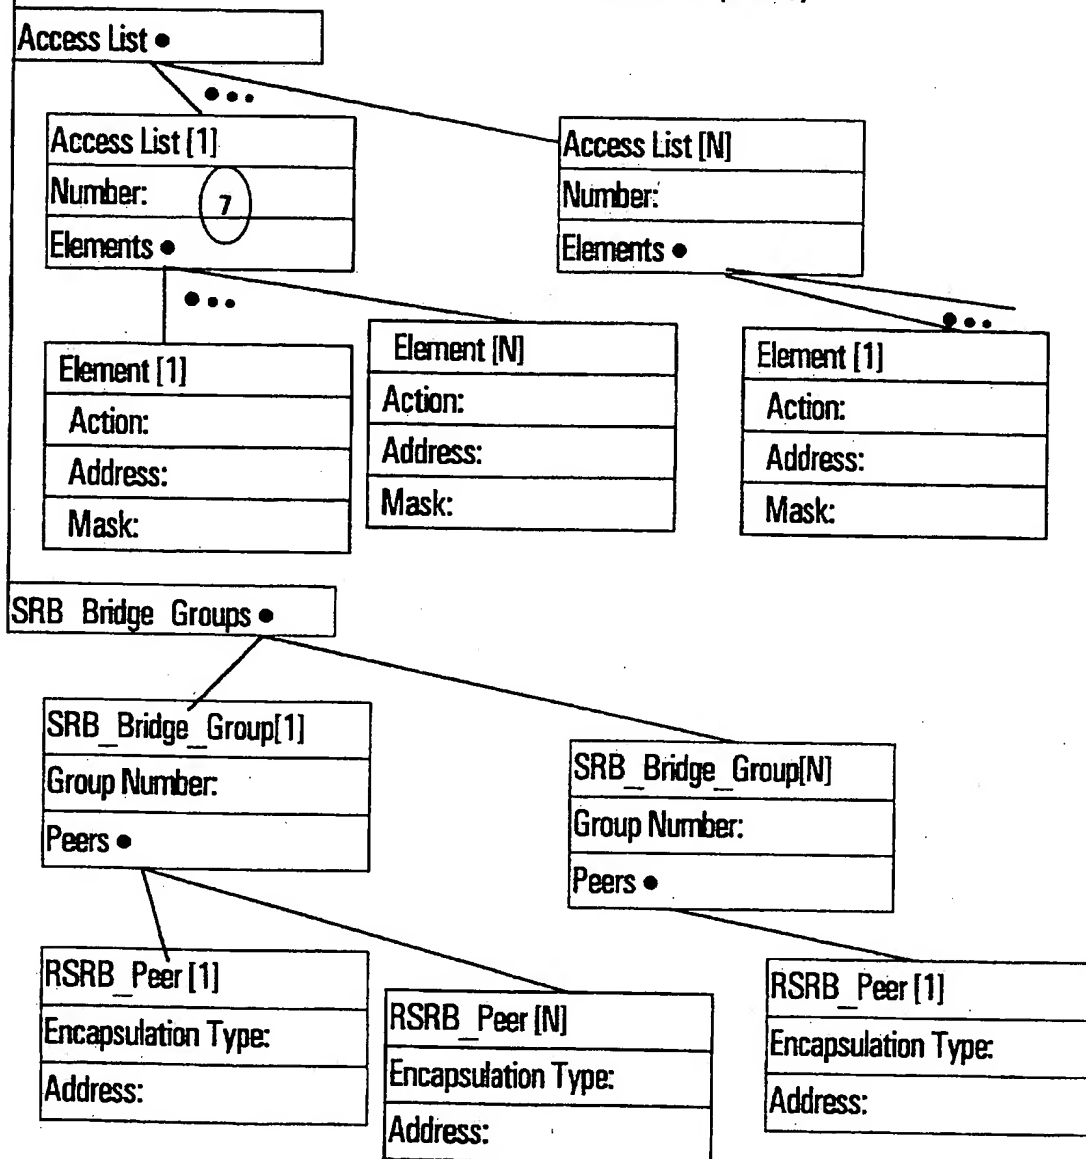 Access List •
Access List [1]
Number:
7
Elements •
Access List [N]
Number:
Elements •
Element [1]
Action:
Address:
Mask:
Element [N]
Action:
Address:
Mask:
Element [1]
Action:
Address:
Mask:
SRB Bridge Groups •
SRB_Bridge_Group[1]
Group Number:
Peers •
SRB_Bridge_Group[N]
Group Number:
Peers •
RSRB_Peer [1]
Encapsulation Type:
Address:
RSRB_Peer [N]
Encapsulation Type:
Address:
RSRB_Peer [1]
Encapsulation Type:
Address: